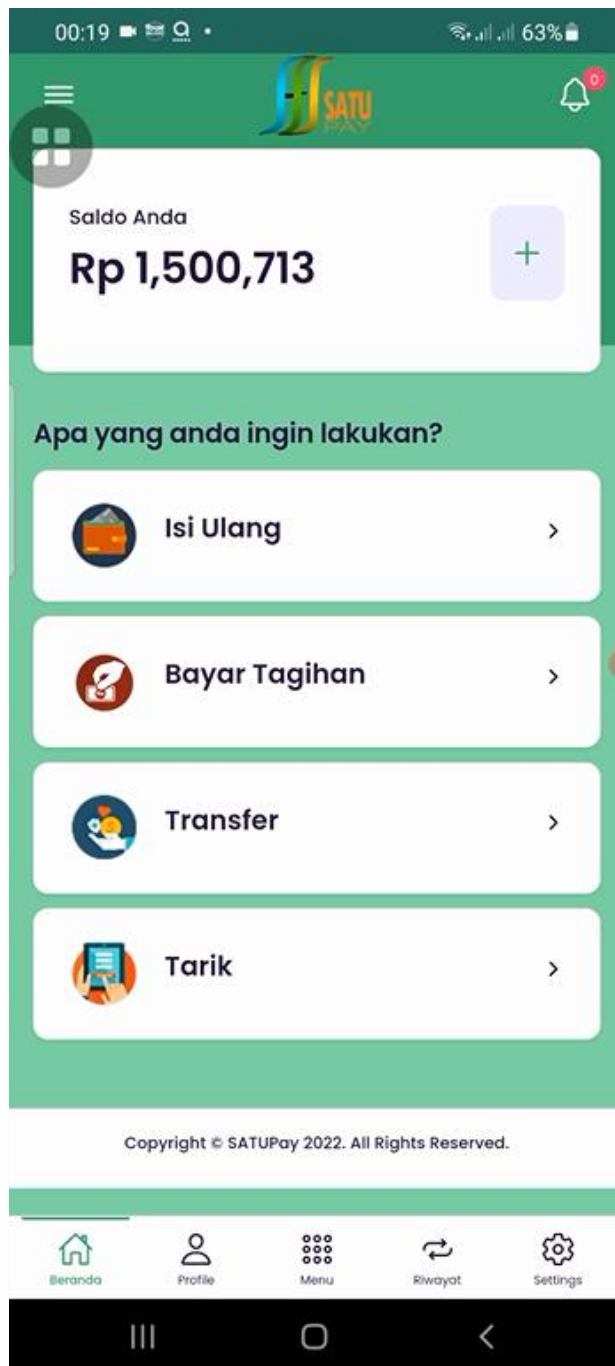 00:19
63%
SATU
PAY
0
Saldo Anda
Rp 1,500,713
+
Apa yang anda ingin lakukan?
Isi Ulang
Bayar Tagihan
Transfer
Tarik
Copyright © SATUPay 2022. All Rights Reserved.
Beranda Profile Menu Riwayat Settings